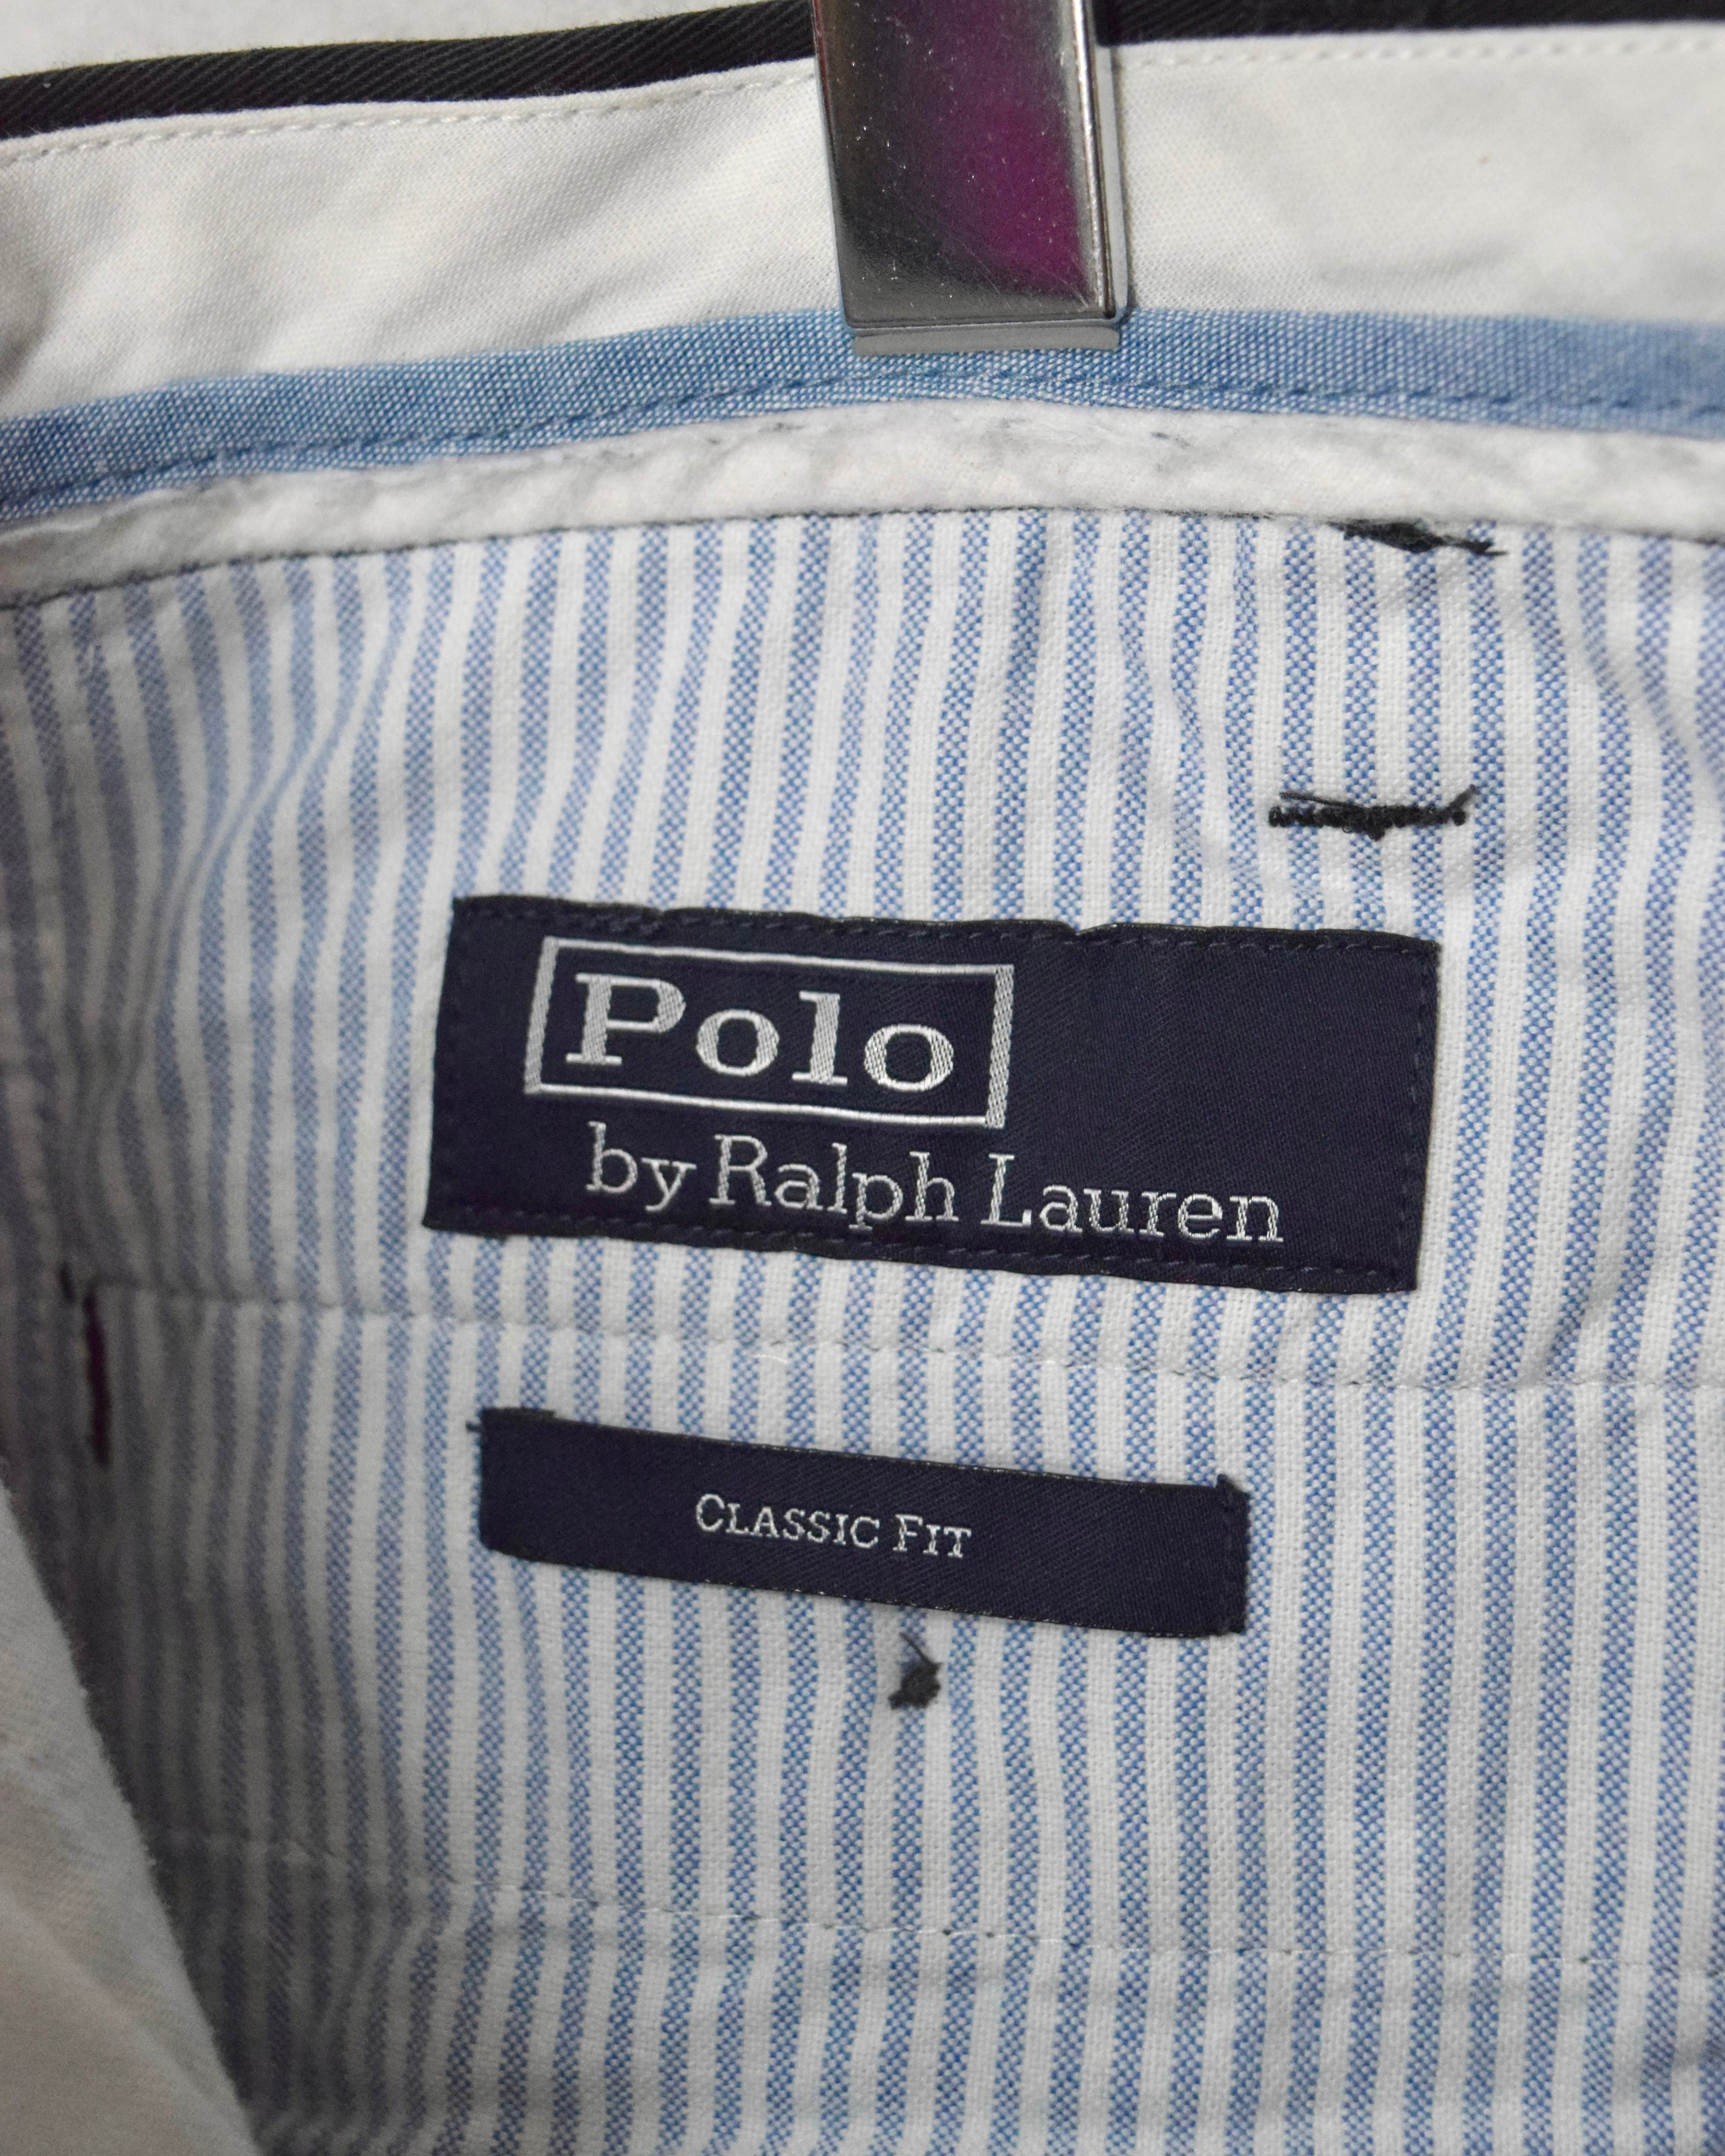 Polo
by Ralph Lauren
CLASSIC FIT